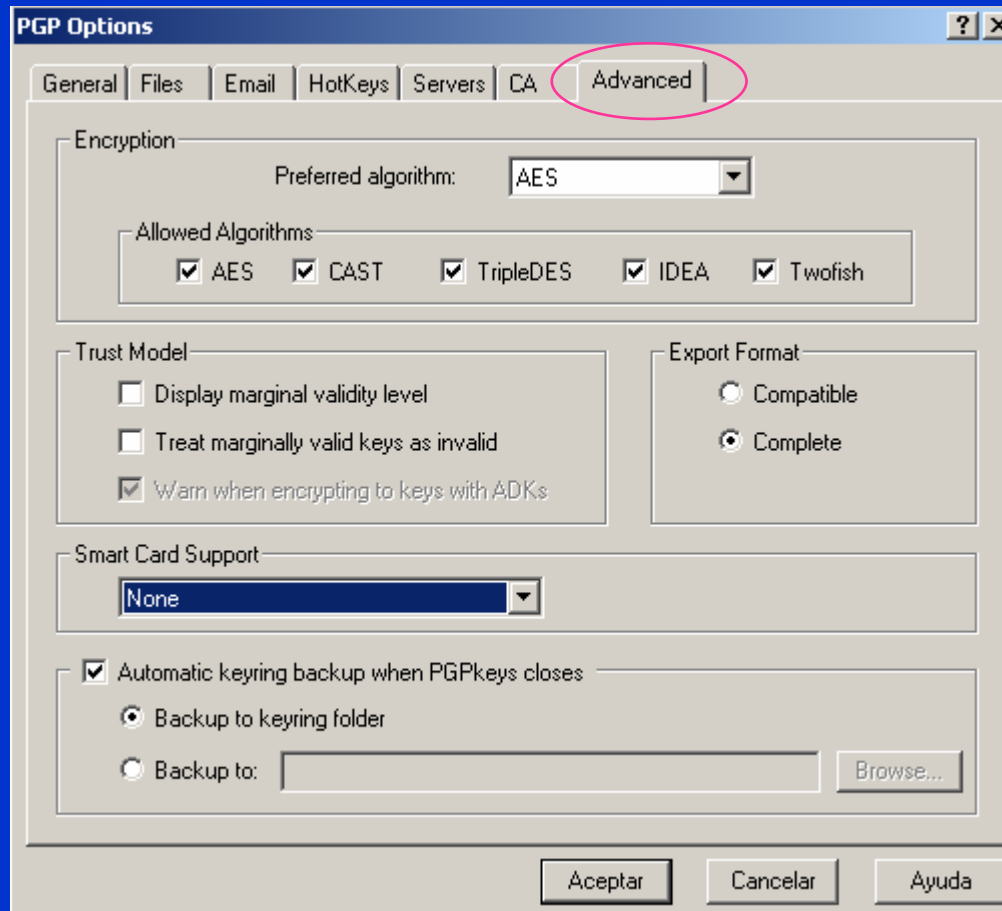 PGP Options
General Files Email HotKeys Servers CA Advanced
Encryption
Preferred algorithm: AES
Allowed Algorithms
AES CAST TripleDES IDEA Twofish
Trust Model
Display marginal validity level
Treat marginally valid keys as invalid
Warn when encrypting to keys with ADKs
Export Format
Compatible
Complete
Smart Card Support
None
Automatic keyring backup when PGPkeys closes
Backup to keyring folder
Backup to: Browse...
Aceptar Cancelar Ayuda